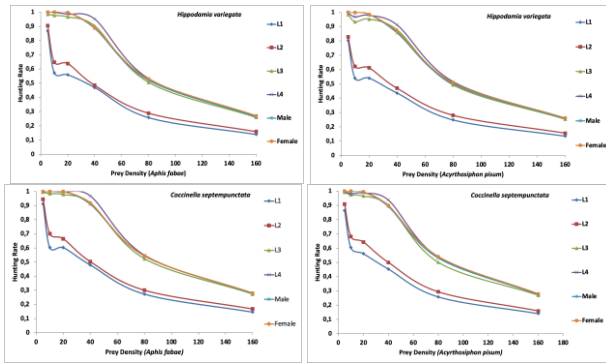 Hippodamia variegata
Hunting Rate
1
0,9
0,8
0,7
0,6
0,5
0,4
0,3
0,2
0,1
0
0 20 40 60 80 100 120 140 160
Prey Density (Aphis fabae)
L1
L2
L3
L4
Male
Female
Hippodamia variegata
Hunting Rate
1
0,9
0,8
0,7
0,6
0,5
0,4
0,3
0,2
0,1
0
0 20 40 60 80 100 120 140 160
Prey Density (Acyrthosiphon pisum)
L1
L2
L3
L4
Male
Female
Coccinella septempunctata
Hunting Rate
1
0,9
0,8
0,7
0,6
0,5
0,4
0,3
0,2
0,1
0
0 20 40 60 80 100 120 140 160
Prey Density (Aphis fabae)
L1
L2
L3
L4
Male
Female
Coccinella septempunctata
Hunting Rate
1
0,9
0,8
0,7
0,6
0,5
0,4
0,3
0,2
0,1
0
0 20 40 60 80 100 120 140 160
Prey Density (Acyrthosiphon pisum)
L1
L2
L3
L4
Male
Female